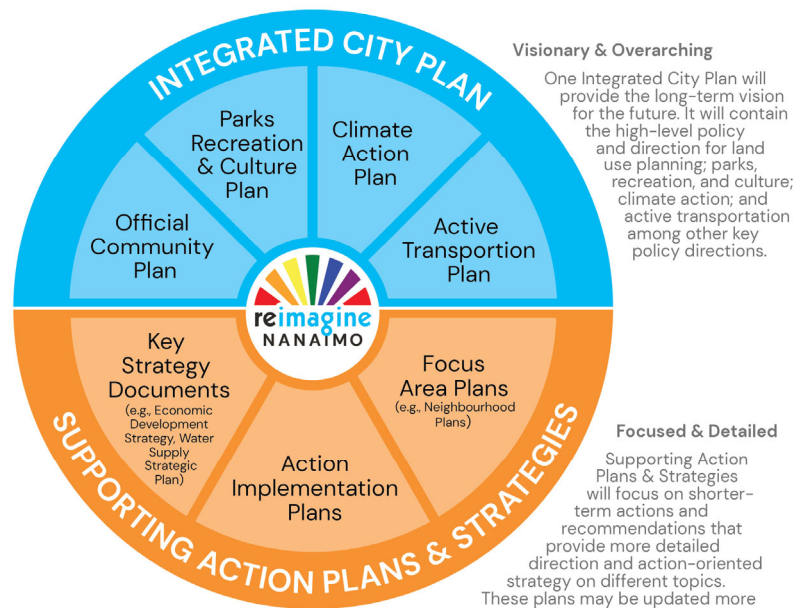 INTEGRATED CITY PLAN
Parks
Recreation
& Culture
Plan
Climate
Action
Plan
Official
Community
Plan
Active
Transportion
Plan
reimagine
NANAIMO
Key
Strategy
Documents
(e.g., Economic
Development
Strategy, Water
Supply
Strategic
Plan)
Action
Implementation
Plans
Focus
Area Plans
(e.g., Neighbourhood
Plans)
SUPPORTING ACTION PLANS & STRATEGIES
Visionary & Overarching
One Integrated City Plan will
provide the long-term vision
for the future. It will contain
the high-level policy
and direction for land
use planning; parks,
recreation, and culture;
climate action; and
active transportation
among other key
policy directions.
Focused & Detailed
Supporting Action
Plans & Strategies
will focus on shorter-
term actions and
recommendations that
provide more detailed
direction and action-oriented
strategy on different topics.
These plans may be updated more